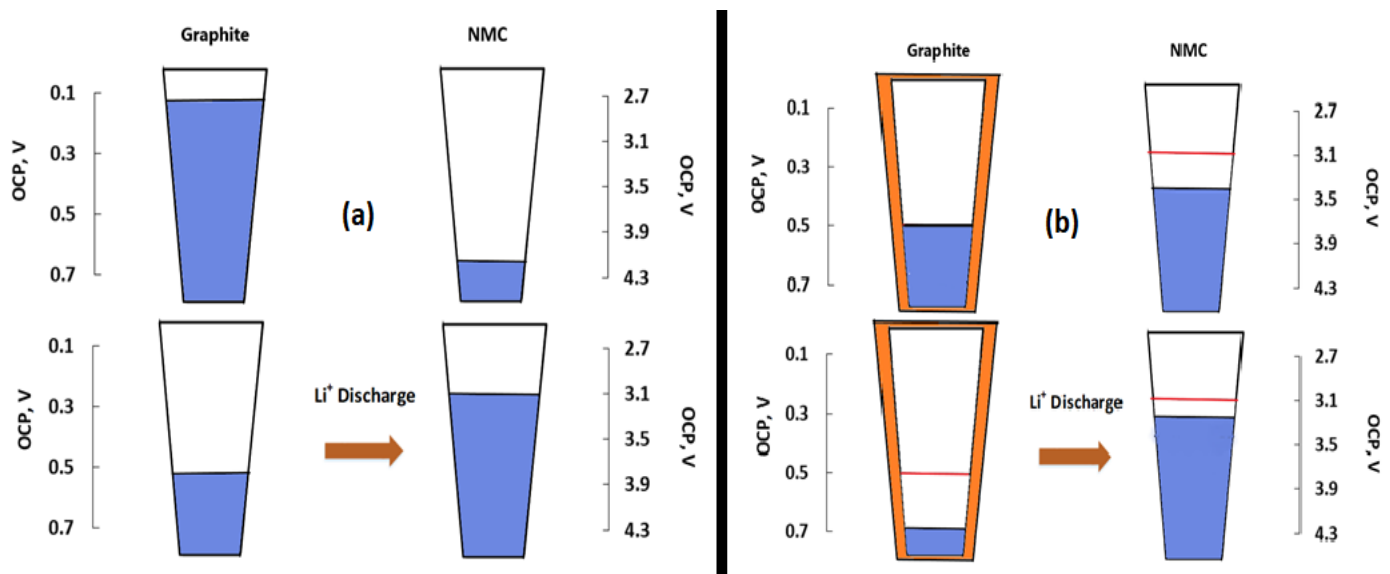 Graphite
NMC
0.1
0.3
0.5
0.7
OCP, V
2.7
3.1
3.5
3.9
4.3
OCP, V
(a)
0.1
0.3
0.5
0.7
OCP, V
Li+ Discharge
2.7
3.1
3.5
3.9
4.3
OCP, V
Graphite
NMC
0.1
0.3
0.5
0.7
OCP, V
2.7
3.1
3.5
3.9
4.3
OCP, V
(b)
0.1
0.3
0.5
0.7
OCP, V
Li+ Discharge
2.7
3.1
3.5
3.9
4.3
OCP, V